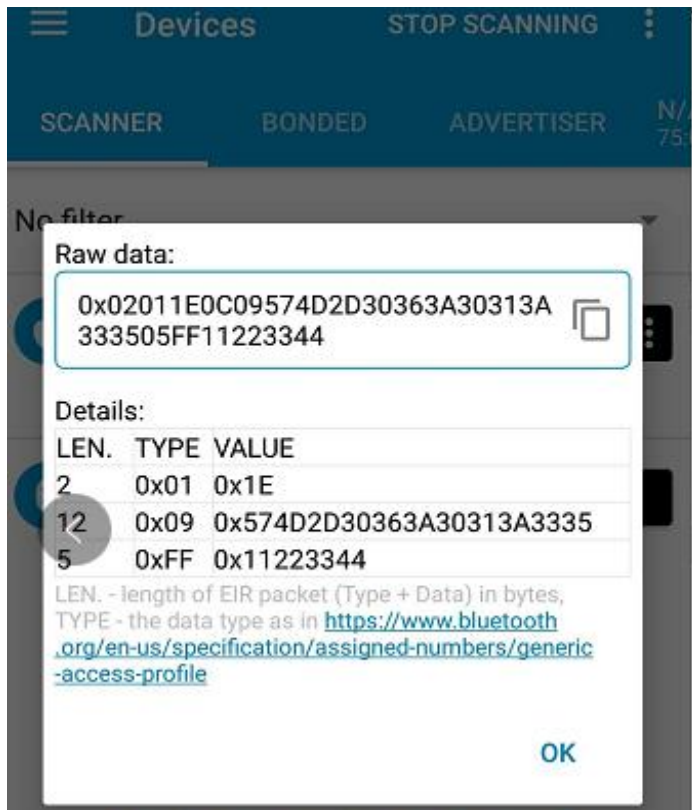 Devices STOP SCANNING
SCANNER BONDED ADVERTISER N/
75:
No filter
Raw data:
0x02011E0C09574D2D30363A30313A
333505FF11223344
Details:
LEN. TYPE VALUE
2 0x01 0x1E
12 0x09 0x574D2D30363A30313A3335
5 0xFF 0x11223344
LEN. - length of EIR packet (Type + Data) in bytes,
TYPE - the data type as in https://www.bluetooth
.org/en-us/specification/assigned-numbers/generic
-access-profile
OK